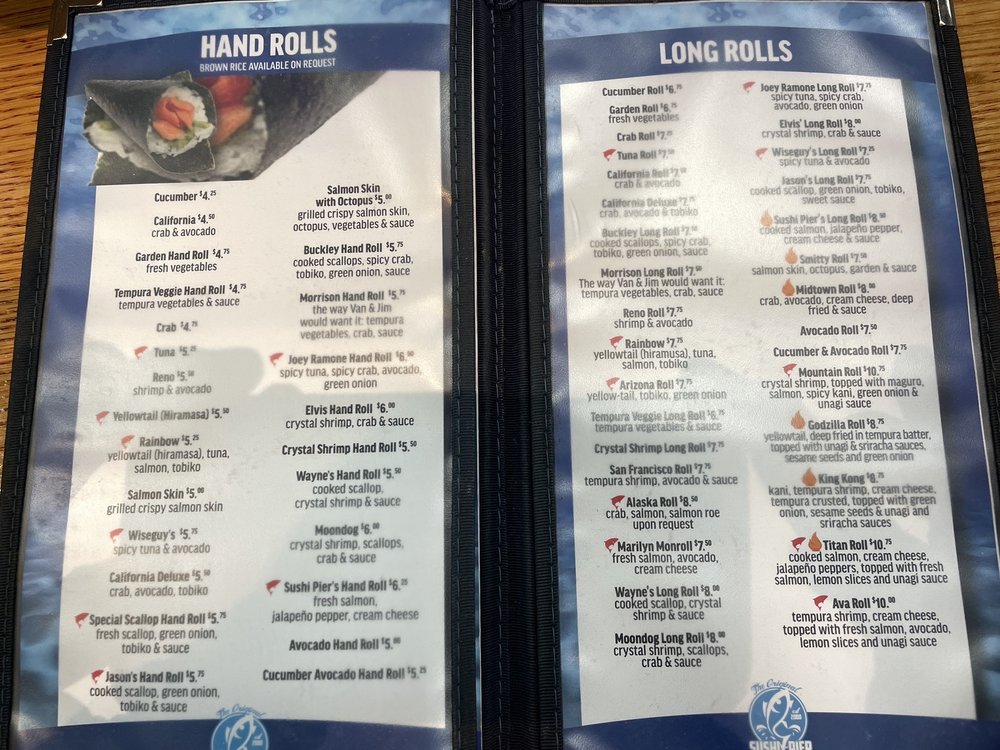 HAND ROLLS
BROWN RICE AVAILABLE ON REQUEST
Cucumber $4.25
California $4.50
crab & avocado
Garden Hand Roll $4.75
fresh vegetables
Tempura Veggie Hand Roll $4.75
tempura vegetables & sauce
Crab $4.75
Tuna $5.25
Reno $5.50
shrimp & avocado
Yellowtail (Hiramasa) $5.50
Rainbow $5.25
yellowtail (hiramasa), tuna,
salmon, tobiko
Salmon Skin $5.00
grilled crispy salmon skin
Wiseguy's $5.75
spicy tuna & avocado
California Deluxe $5.50
crab, avocado, tobiko
Special Scallop Hand Roll $5.75
fresh scallop, green onion,
tobiko & sauce
Jason's Hand Roll $5.75
cooked scallop, green onion,
tobiko & sauce
Salmon Skin
with Octopus $5.00
grilled crispy salmon skin,
octopus, vegetables & sauce
Buckley Hand Roll $5.75
cooked scallops, spicy crab,
tobiko, green onion, sauce
Morrison Hand Roll $5.75
the way Van & Jim
would want it: tempura
vegetables, crab, sauce
Joey Ramone Hand Roll $6.00
spicy tuna, spicy crab, avocado,
green onion
Elvis Hand Roll $6.00
crystal shrimp, crab & sauce
Crystal Shrimp Hand Roll $5.50
Wayne's Hand Roll $5.50
cooked scallop,
crystal shrimp & sauce
Moondog $6.00
crystal shrimp, scallops,
crab & sauce
Sushi Pier's Hand Roll $6.25
fresh salmon,
jalapeño pepper, cream cheese
Avocado Hand Roll $5.00
Cucumber Avocado Hand Roll $5.25
The Original
LONG ROLLS
Cucumber Roll $6.75
Garden Roll $6.75
fresh vegetables
Crab Roll $7.25
Tuna Roll $7.50
California Roll $7.50
crab & avocado
California Deluxe $7.75
crab, avocado & tobiko
Buckley Long Roll $7.50
cooked scallops, spicy crab,
tobiko, green onion, sauce
Morrison Long Roll $7.50
The way Van & Jim would want it:
tempura vegetables, crab, sauce
Reno Roll $7.75
shrimp & avocado
Rainbow $7.75
yellowtail (hiramasa), tuna,
salmon, tobiko
Arizona Roll $7.75
yellow-tail, tobiko, green onion
Tempura Veggie Long Roll $6.75
tempura vegetables & sauce
Crystal Shrimp Long Roll $7.75
San Francisco Roll $7.75
tempura shrimp, avocado & sauce
Alaska Roll $8.50
crab, salmon, salmon roe
upon request
Marilyn Monroll $7.50
fresh salmon, avocado,
cream cheese
Wayne's Long Roll $8.00
cooked scallop, crystal
shrimp & sauce
Moondog Long Roll $8.00
crystal shrimp, scallops,
crab & sauce
Joey Ramone Long Roll $7.75
spicy tuna, spicy crab,
avocado, green onion
Elvis' Long Roll $8.00
crystal shrimp, crab & sauce
Wiseguy's Long Roll $7.25
spicy tuna & avocado
Jason's Long Roll $7.75
cooked scallop, green onion, tobiko,
sweet sauce
Sushi Pier's Long Roll $8.50
cooked salmon, jalapeño pepper,
cream cheese & sauce
Smitty Roll $7.50
salmon skin, octopus, garden & sauce
Midtown Roll $8.00
crab, avocado, cream cheese, deep
fried & sauce
Avocado Roll $7.50
Cucumber & Avocado Roll $7.75
Mountain Roll $10.75
crystal shrimp, topped with maguro,
salmon, spicy kani, green onion &
unagi sauce
Godzilla Roll $8.75
yellowtail, deep fried in tempura batter,
topped with unagi & sriracha sauces,
sesame seeds and green onion
King Kong $8.75
kani, tempura shrimp, cream cheese,
tempura crusted, topped with green
onion, sesame seeds & unagi and
sriracha sauces
Titan Roll $10.75
cooked salmon, cream cheese,
jalapeño peppers, topped with fresh
salmon, lemon slices and unagi sauce
Ava Roll $10.00
tempura shrimp, cream cheese,
topped with fresh salmon, avocado,
lemon slices and unagi sauce
The Original
SUSHI PIER